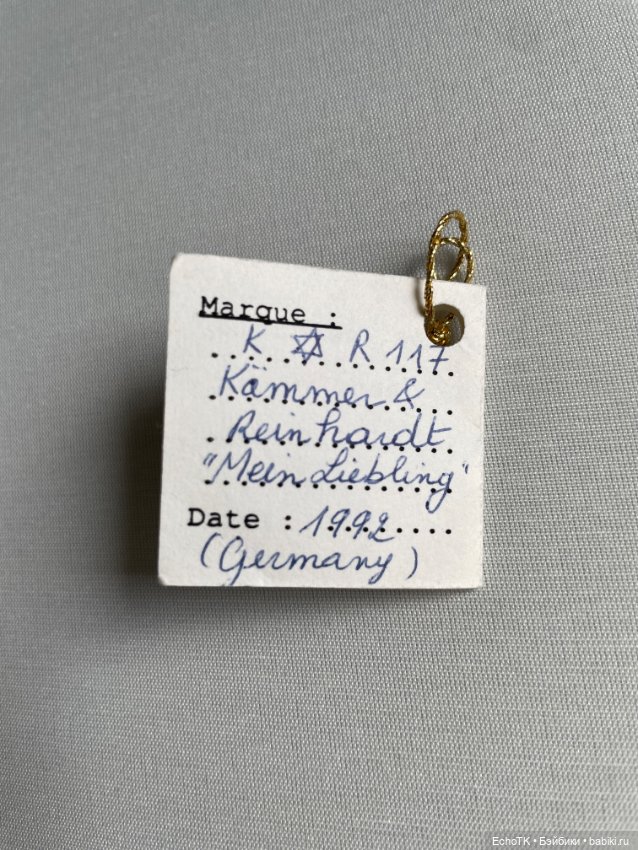 Marque :
K ✡ R 117
Kämmer &
Reinhardt
"Mein Liebling"
Date : 1992
(Germany)
EchoTK • Бэйбики • babiki.ru